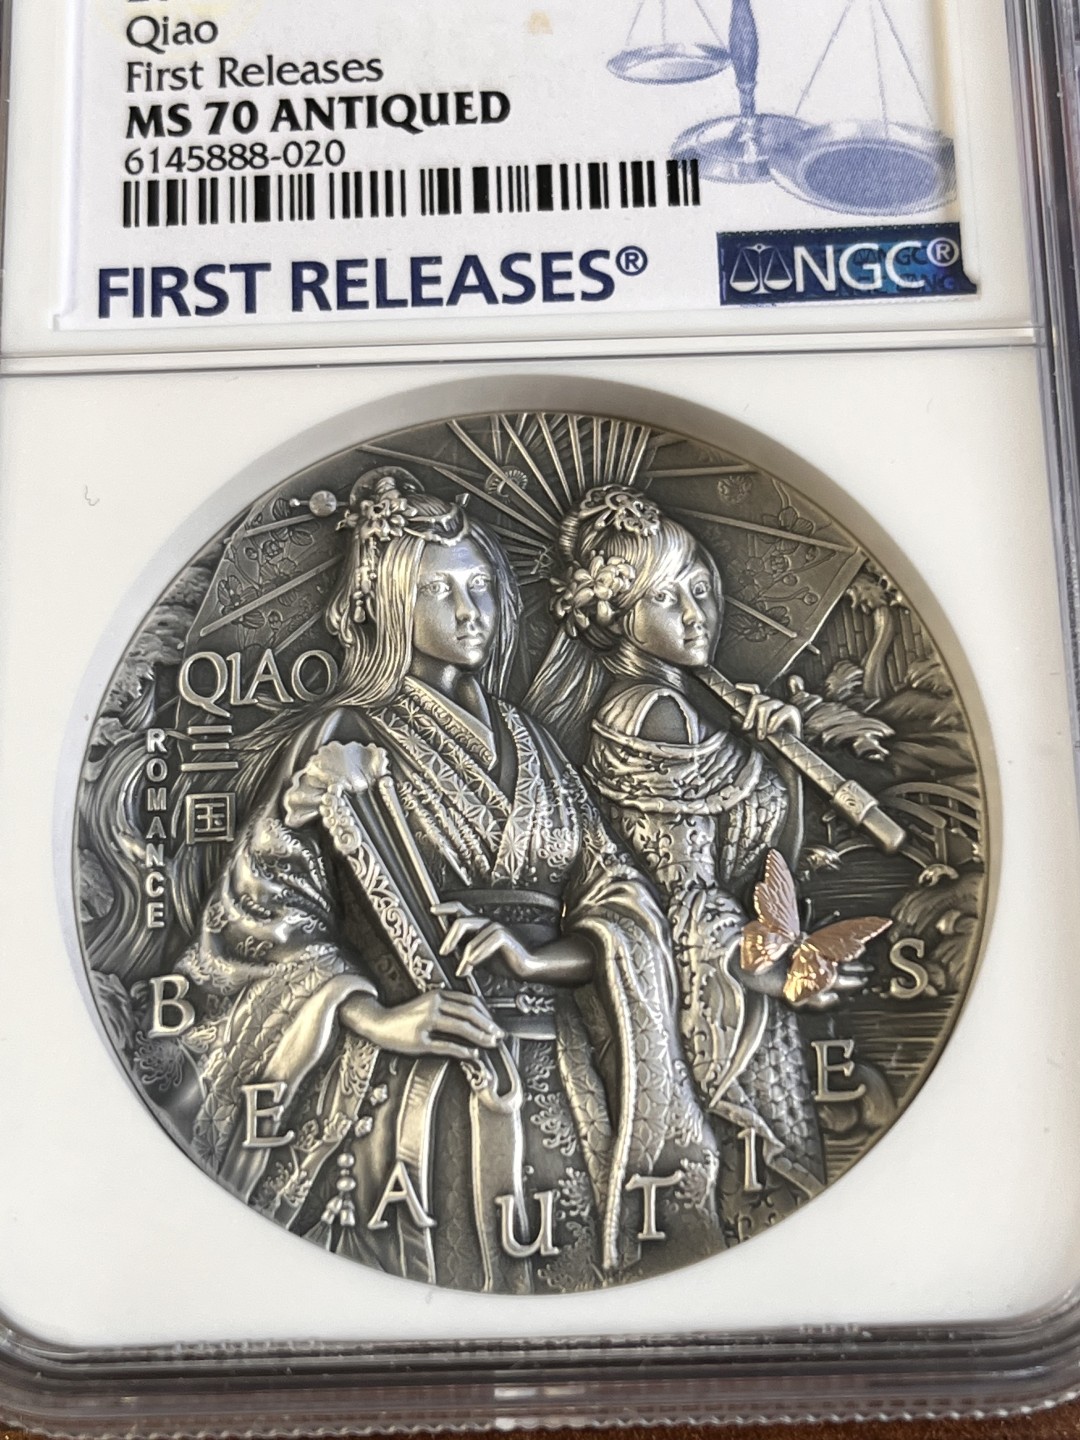 Qiao
First Releases
MS 70 ANTIQUED
6145888-020
FIRST RELEASES®
NGC®
QIAO
三国
ROMANCE
BEAUTIES